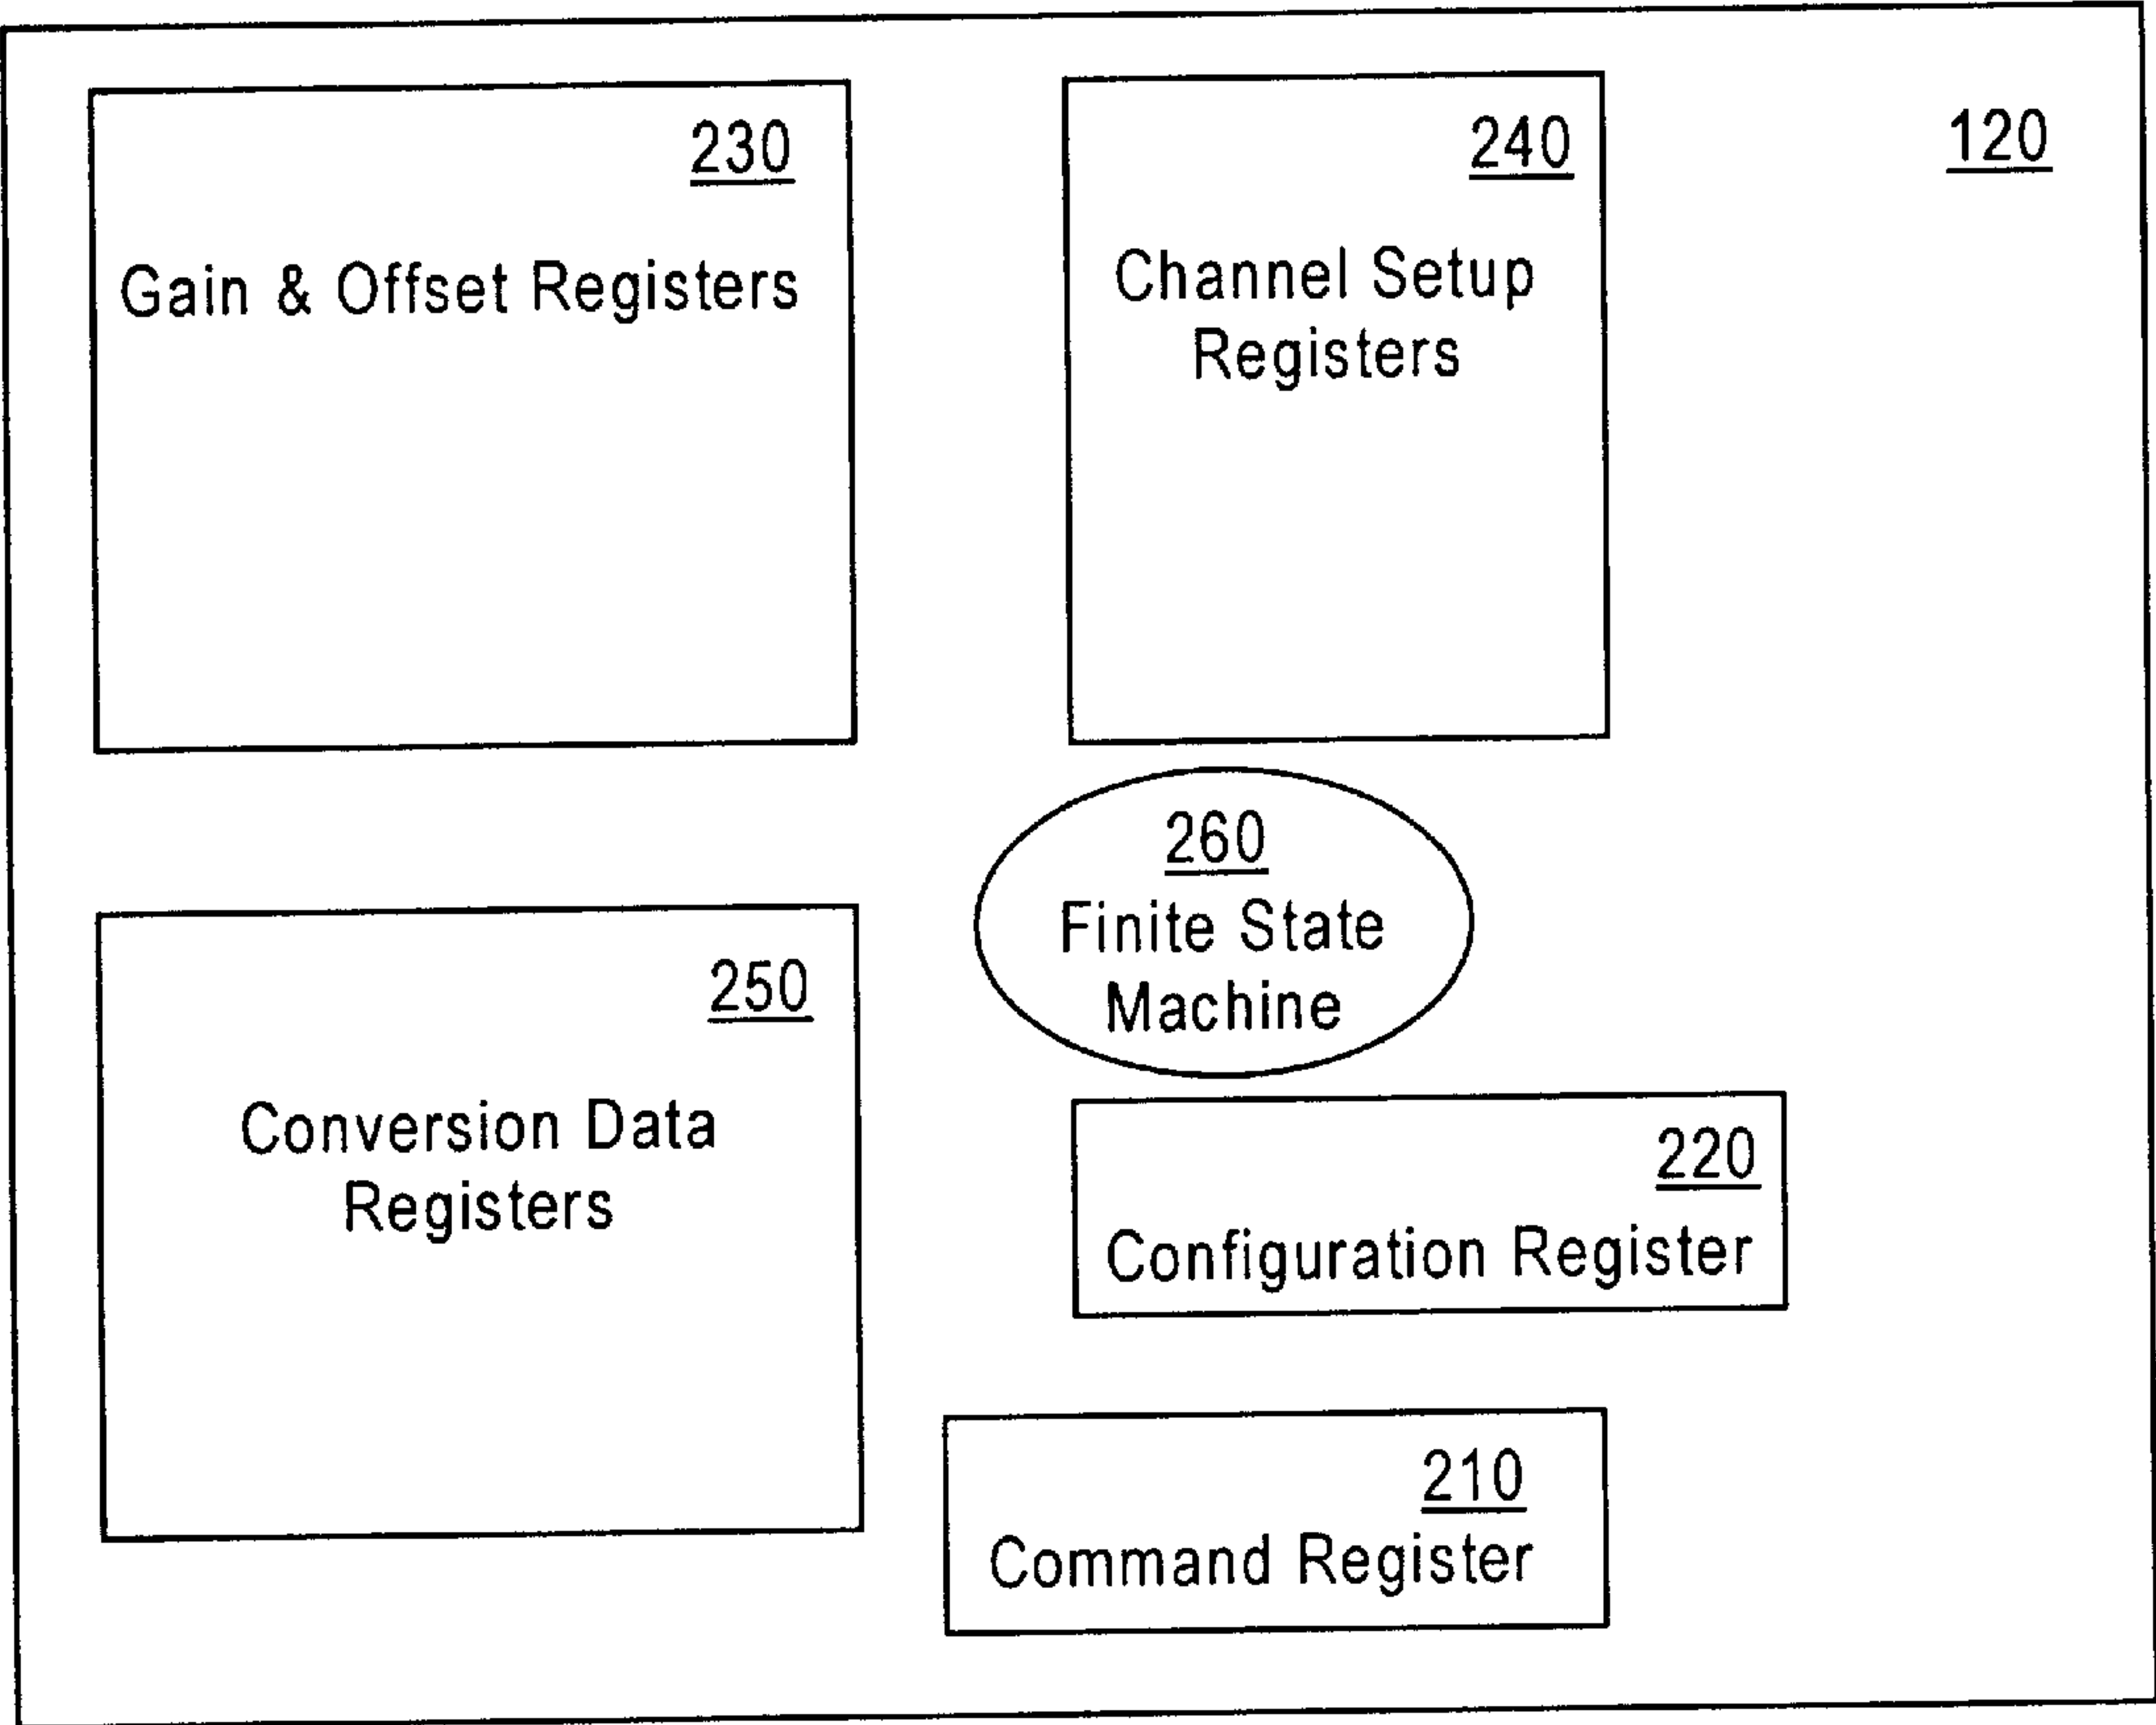 230
Gain & Offset Registers
240
Channel Setup
Registers
120
260
Finite State
Machine
250
Conversion Data
Registers
220
Configuration Register
210
Command Register